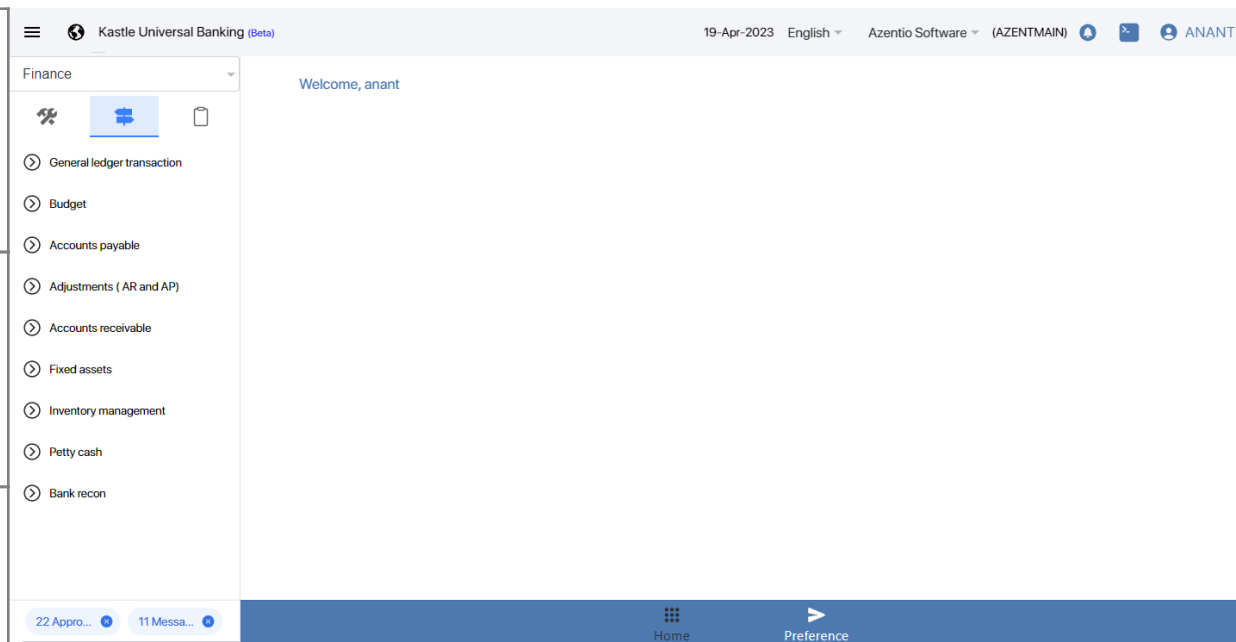 Kastle Universal Banking (Beta)
19-Apr-2023 English Azentio Software (AZENTMAIN) ANANT
Finance
Welcome, anant
General ledger transaction
Budget
Accounts payable
Adjustments ( AR and AP)
Accounts receivable
Fixed assets
Inventory management
Petty cash
Bank recon
22 Appro... 11 Messa...
Home Preference